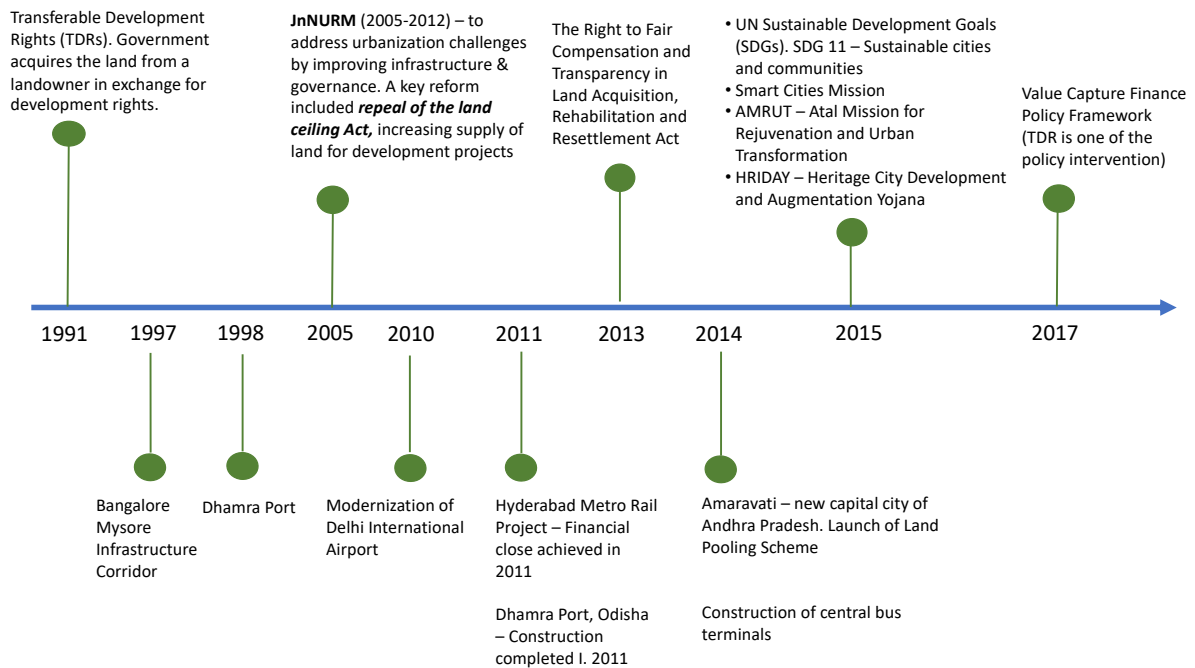 Transferable Development
Rights (TDRs). Government
acquires the land from a
landowner in exchange for
development rights.
JnNURM (2005-2012) – to
address urbanization challenges
by improving infrastructure &
governance. A key reform
included repeal of the land
ceiling Act, increasing supply of
land for development projects
The Right to Fair
Compensation and
Transparency in
Land Acquisition,
Rehabilitation and
Resettlement Act
• UN Sustainable Development Goals
(SDGs). SDG 11 – Sustainable cities
and communities
• Smart Cities Mission
• AMRUT – Atal Mission for
Rejuvenation and Urban
Transformation
• HRIDAY – Heritage City Development
and Augmentation Yojana
Value Capture Finance
Policy Framework
(TDR is one of the
policy intervention)
1991 1997 1998 2005 2010 2011 2013 2014 2015 2017
Bangalore
Mysore
Infrastructure
Corridor
Dhamra Port
Modernization of
Delhi International
Airport
Hyderabad Metro Rail
Project – Financial
close achieved in
2011
Dhamra Port, Odisha
– Construction
completed I. 2011
Amaravati – new capital city of
Andhra Pradesh. Launch of Land
Pooling Scheme
Construction of central bus
terminals